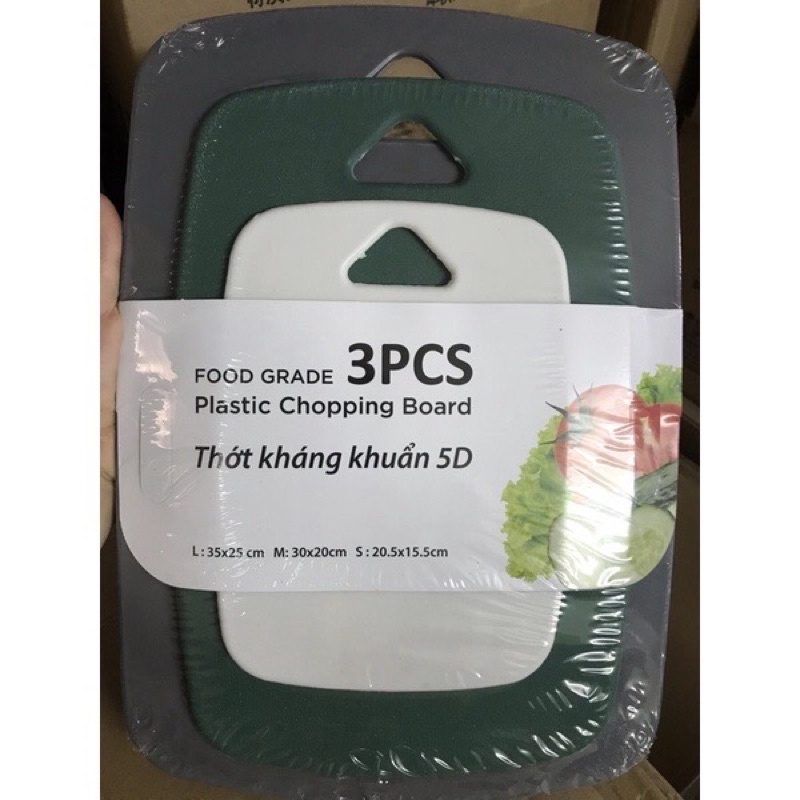 FOOD GRADE 3PCS
Plastic Chopping Board
Thớt kháng khuẩn 5D
L : 35x25 cm M: 30x20cm S : 20.5x15.5cm